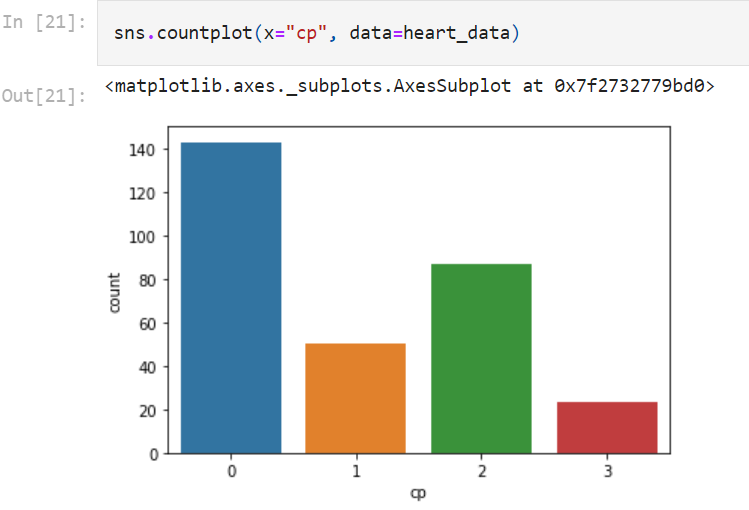 In [21]:
sns.countplot(x="cp", data=heart_data)
Out[21]:
<matplotlib.axes._subplots.AxesSubplot at 0x7f2732779bd0>
140
120
100
80
60
40
20
0
count
0 1 2 3
cp